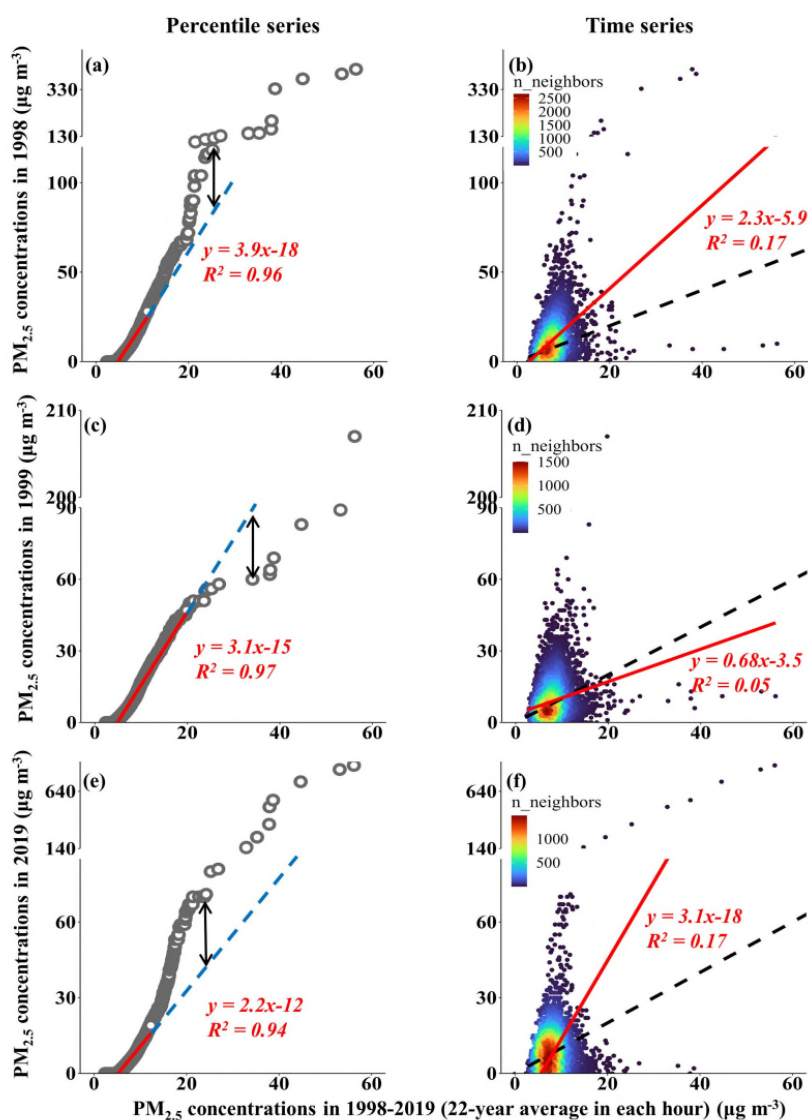 Percentile series
Time series
PM2.5 concentrations in 1998 (μg m-3)
(a)
330
130
100
50
0
y = 3.9x-18
R2 = 0.96
0 20 40 60
(b)
n_neighbors
2500
2000
1500
1000
500
330
130
100
50
0
y = 2.3x-5.9
R2 = 0.17
0 20 40 60
PM2.5 concentrations in 1999 (μg m-3)
(c)
210
200
90
60
30
0
y = 3.1x-15
R2 = 0.97
0 20 40 60
(d)
n_neighbors
1500
1000
500
210
200
90
60
30
0
y = 0.68x-3.5
R2 = 0.05
0 20 40 60
PM2.5 concentrations in 2019 (μg m-3)
(e)
640
140
60
30
0
y = 2.2x-12
R2 = 0.94
0 20 40 60
(f)
n_neighbors
1000
500
640
140
60
30
0
y = 3.1x-18
R2 = 0.17
0 20 40 60
PM2.5 concentrations in 1998-2019 (22-year average in each hour) (μg m-3)